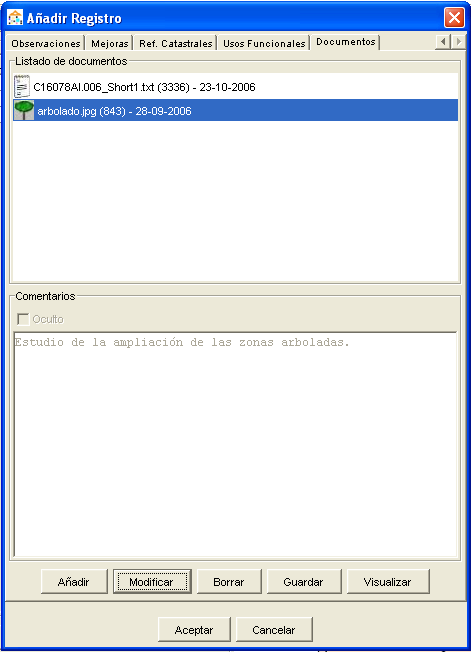 Añadir Registro
Observaciones Mejoras Ref. Catastrales Usos Funcionales Documentos
Listado de documentos
C16078AI.006_Short1.txt (3336) - 23-10-2006
arbolado.jpg (843) - 28-09-2006
Comentarios
Oculto
Estudio de la ampliación de las zonas arboladas.
Añadir Modificar Borrar Guardar Visualizar
Aceptar Cancelar